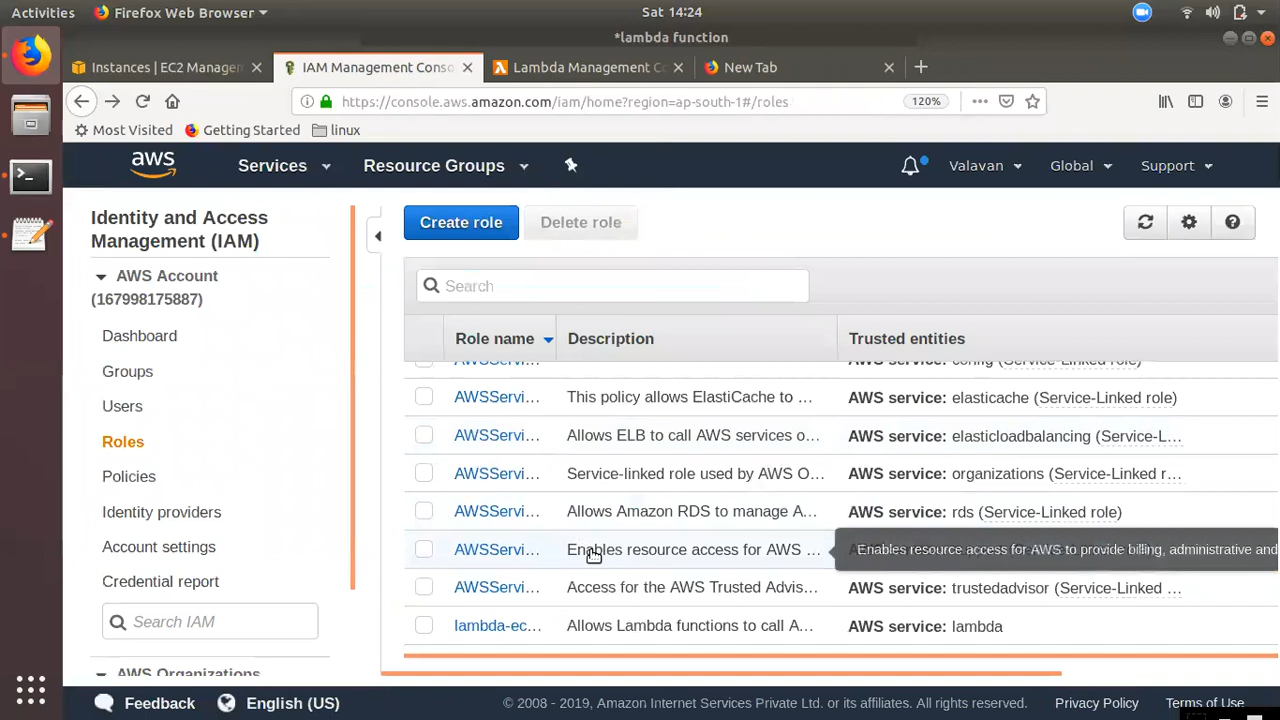 Activities Firefox Web Browser Sat 14:24
*lambda function
Instances | EC2 Managem IAM Management Conso Lambda Management Co New Tab
https://console.aws.amazon.com/iam/home?region=ap-south-1#/roles 120%
Most Visited Getting Started linux
aws Services Resource Groups Valavan Global Support
Identity and Access Management (IAM)
Create role Delete role
AWS Account (167998175887)
Dashboard
Groups
Users
Roles
Policies
Identity providers
Account settings
Credential report
Search IAM
AWS Organizations
Search
Role name Description Trusted entities
AWS service: config (Service-Linked role)
AWSServi... This policy allows ElastiCache to ... AWS service: elasticache (Service-Linked role)
AWSServi... Allows ELB to call AWS services o... AWS service: elasticloadbalancing (Service-L...
AWSServi... Service-linked role used by AWS O... AWS service: organizations (Service-Linked r...
AWSServi... Allows Amazon RDS to manage A... AWS service: rds (Service-Linked role)
AWSServi... Enables resource access for AWS ... Enables resource access for AWS to provide billing, administrative and
AWSServi... Access for the AWS Trusted Advis... AWS service: trustedadvisor (Service-Linked ...
lambda-ec... Allows Lambda functions to call A... AWS service: lambda
Feedback English (US) © 2008 - 2019, Amazon Internet Services Private Ltd. or its affiliates. All rights reserved. Privacy Policy Terms of Use